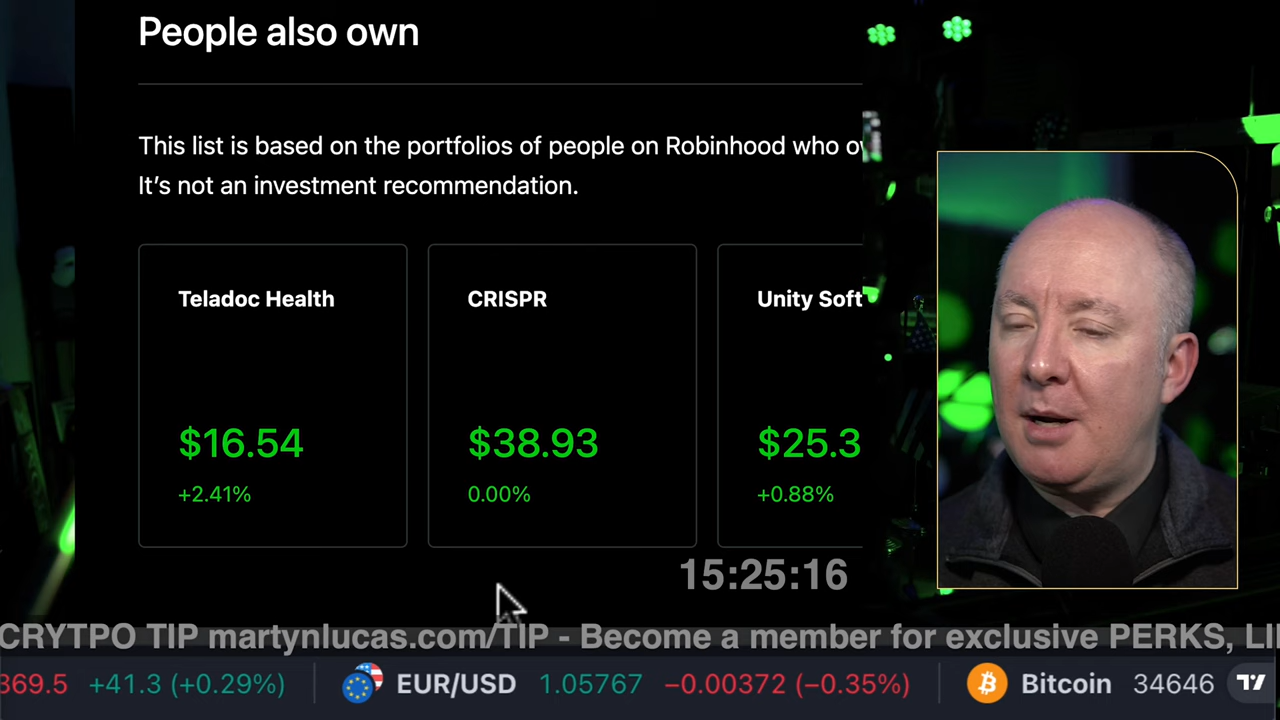 People also own
This list is based on the portfolios of people on Robinhood who
It's not an investment recommendation.
Teladoc Health
CRISPR
Unity Soft
$16.54
$38.93
$25.3
+2.41%
0.00%
+0.88%
15:25:16
CRYTPO TIP martynlucas.com/TIP - Become a member for exclusive PERKS,
369.5 +41.3 (+0.29%) EUR/USD 1.05767 −0.00372 (−0.35%) Bitcoin 34646